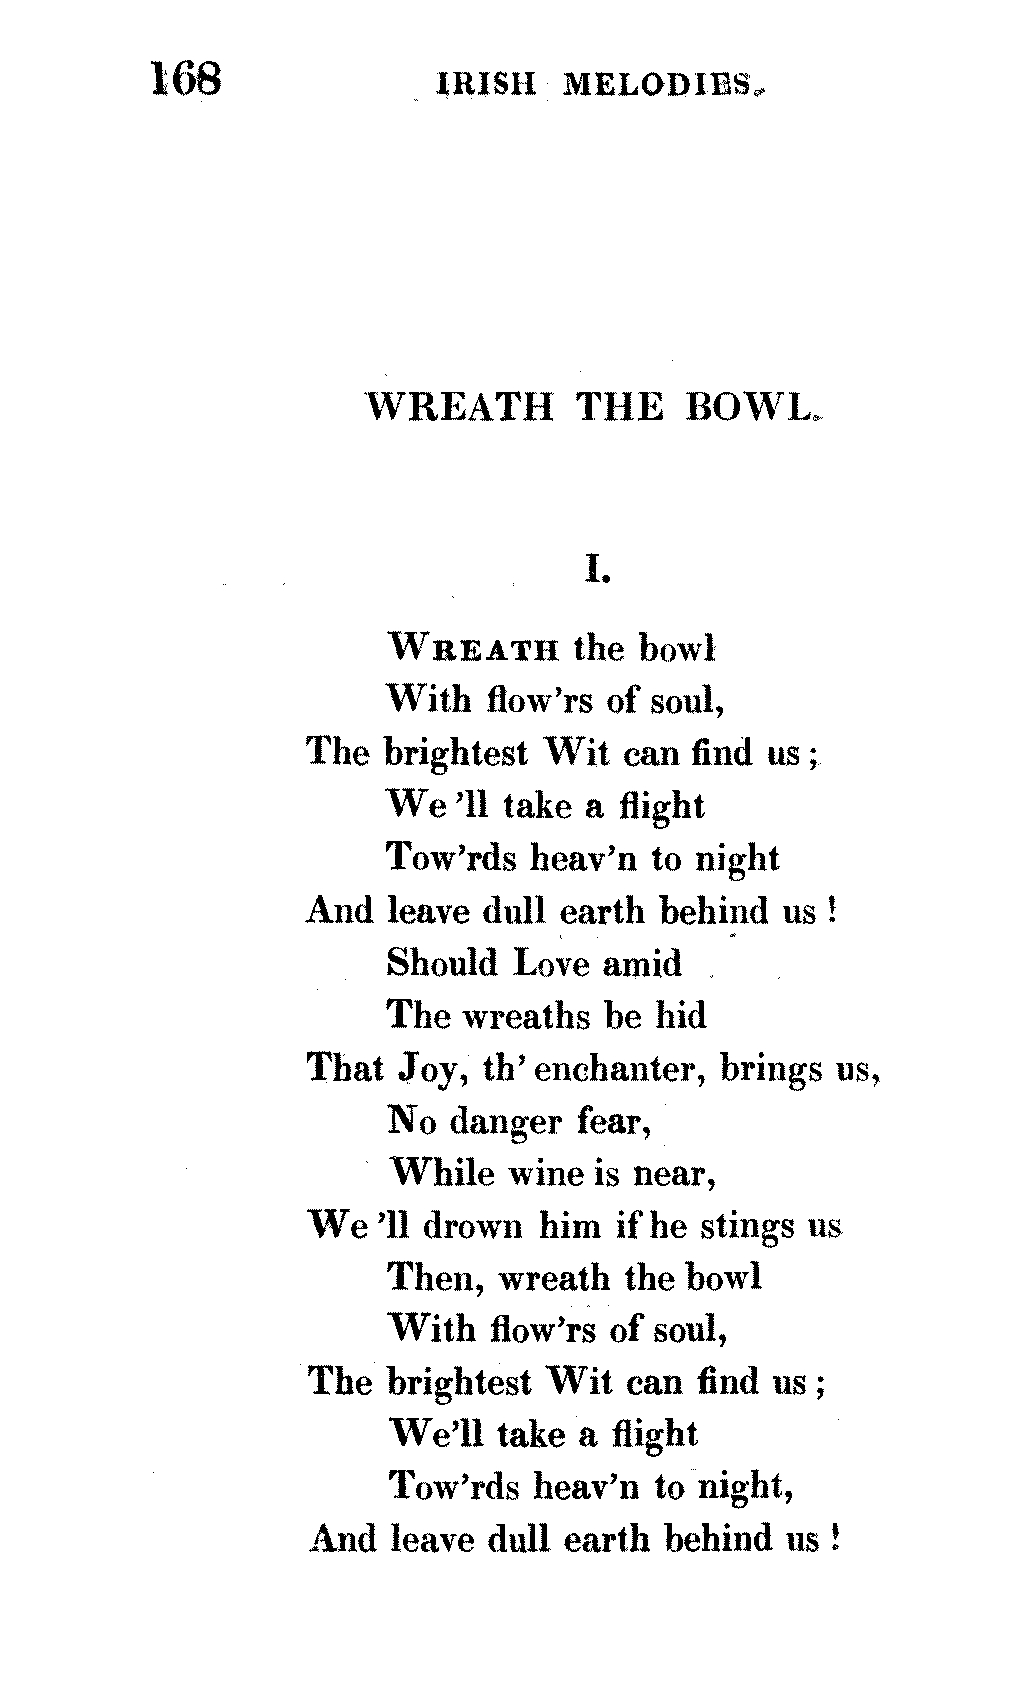 168 IRISH MELODIES.
WREATH THE BOWL.
I.
WREATH the bowl
With flow'rs of soul,
The brightest Wit can find us;
We 'll take a flight
Tow'rds heav'n to night
And leave dull earth behind us!
Should Love amid
The wreaths be hid
That Joy, th' enchanter, brings us,
No danger fear,
While wine is near,
We 'll drown him if he stings us
Then, wreath the bowl
With flow'rs of soul,
The brightest Wit can find us;
We'll take a flight
Tow'rds heav'n to night,
And leave dull earth behind us!